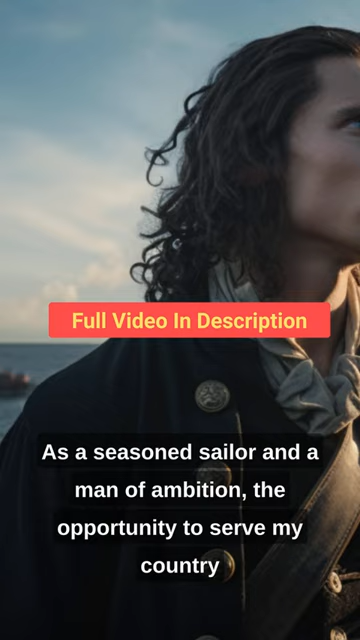 Full Video In Description
As a seasoned sailor and a
man of ambition, the
opportunity to serve my
country